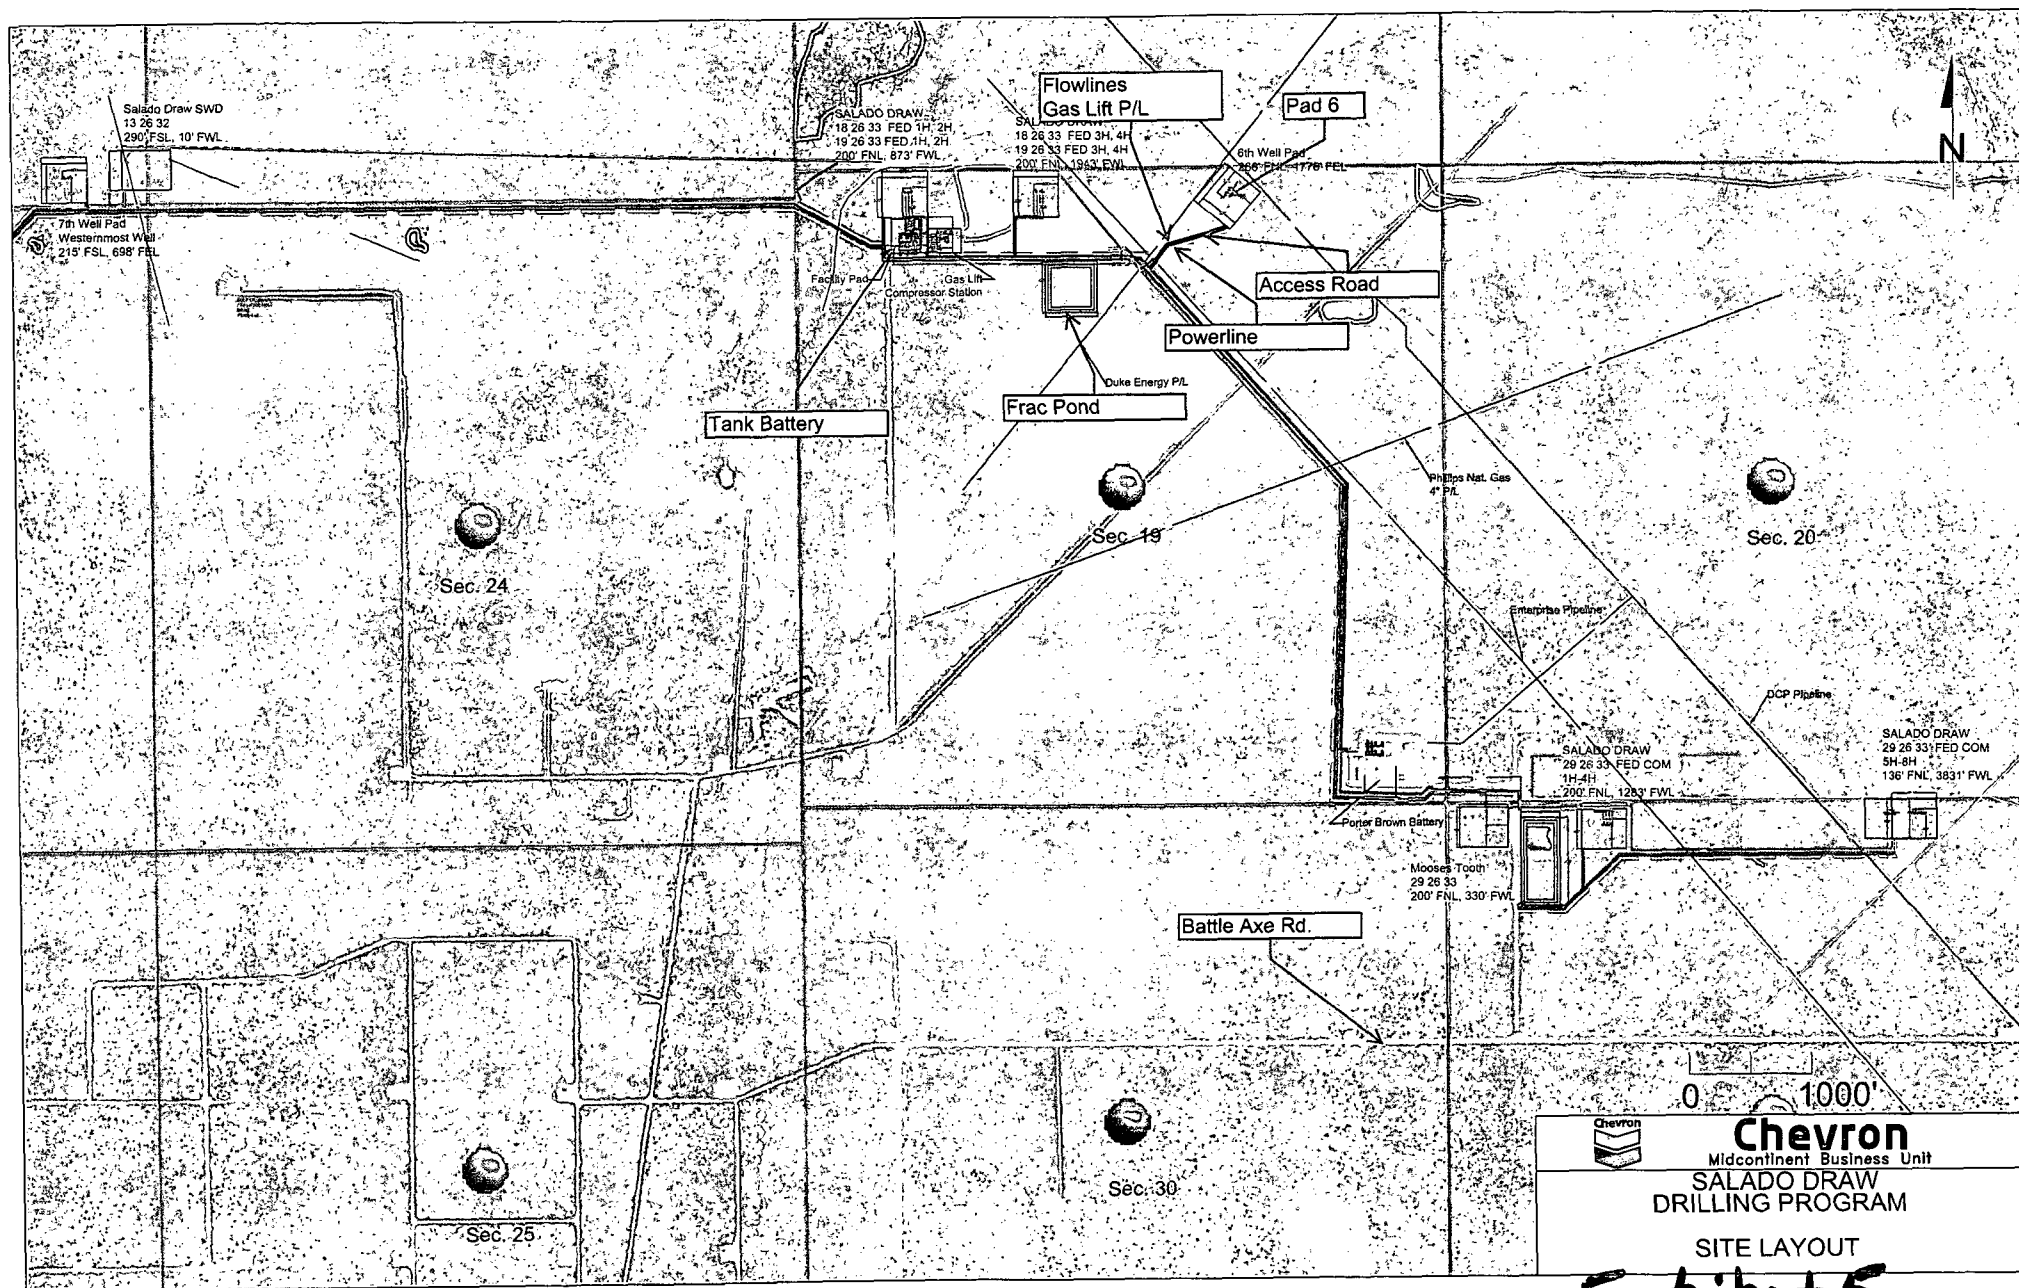 Salado Draw SWD
13 26 32
290' FSL, 10' FWL
7th Well Pad
Westernmost Well
215' FSL, 698' FEL
SALADO DRAW
18 26 33 FED 1H, 2H
19 26 33 FED 1H, 2H
200' FNL, 873' FWL
SALADO DRAW
18 26 33 FED 3H, 4H
19 26 33 FED 3H, 4H
200' FNL, 1943' FWL
Flowlines
Gas Lift P/L
Pad 6
6th Well Pad
N
Facility Pad
Gas Lift
Compressor Station
Access Road
Powerline
Duke Energy P/L
Frac Pond
Tank Battery
Phillips Nat. Gas
4" P/L
Sec. 24
Sec. 19
Sec. 20
Enterprise Pipeline
DCP Pipeline
SALADO DRAW
29 26 33 FED COM
1H-4H
200' FNL, 1283' FWL
SALADO DRAW
29 26 33 FED COM
5H-8H
136' FNL, 3831' FWL
Porter Brown Battery
Mooses Tooth
29 26 33
200' FNL, 330' FWL
Battle Axe Rd.
Sec. 25
Sec. 30
0 1000'
Chevron
Chevron
Midcontinent Business Unit
SALADO DRAW
DRILLING PROGRAM
SITE LAYOUT
Exhibit F